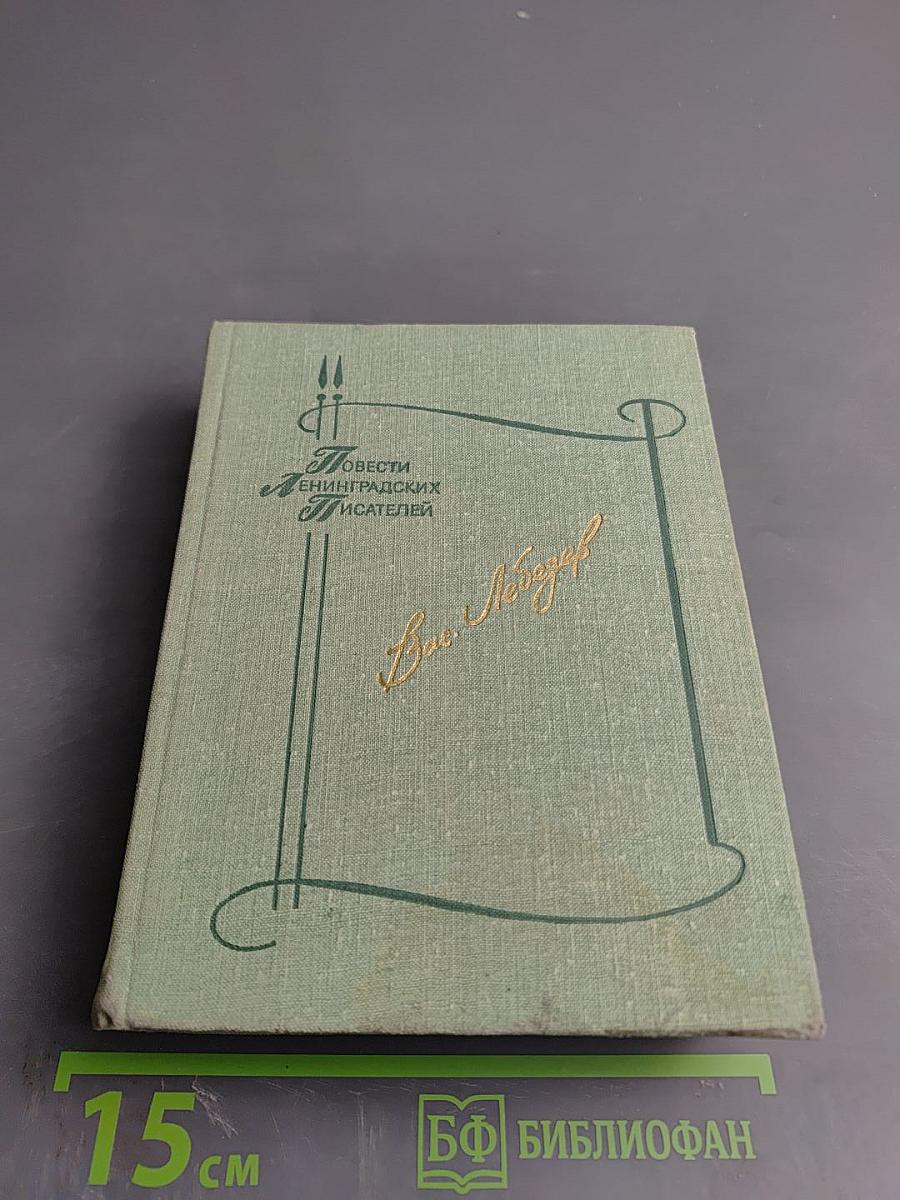 Повести
Ленинградских
Писателей
Вас. Лебедев
15 см
БФ БИБЛИОФАН